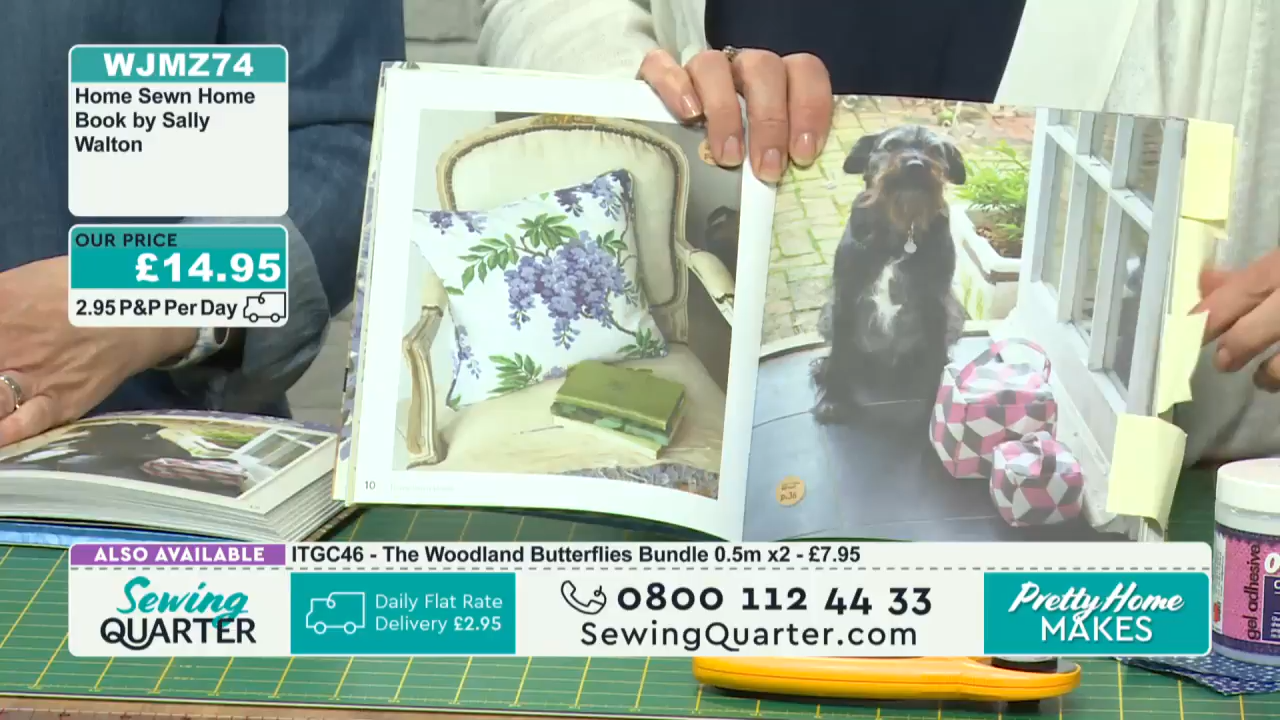 WJMZ74
Home Sewn Home
Book by Sally
Walton
OUR PRICE
£14.95
2.95 P&P Per Day
10
p.36
ALSO AVAILABLE
ITGC46 - The Woodland Butterflies Bundle 0.5m x2 - £7.95
Sewing
QUARTER
Daily Flat Rate
Delivery £2.95
0800 112 44 33
SewingQuarter.com
Pretty Home
MAKES
gel adhesive